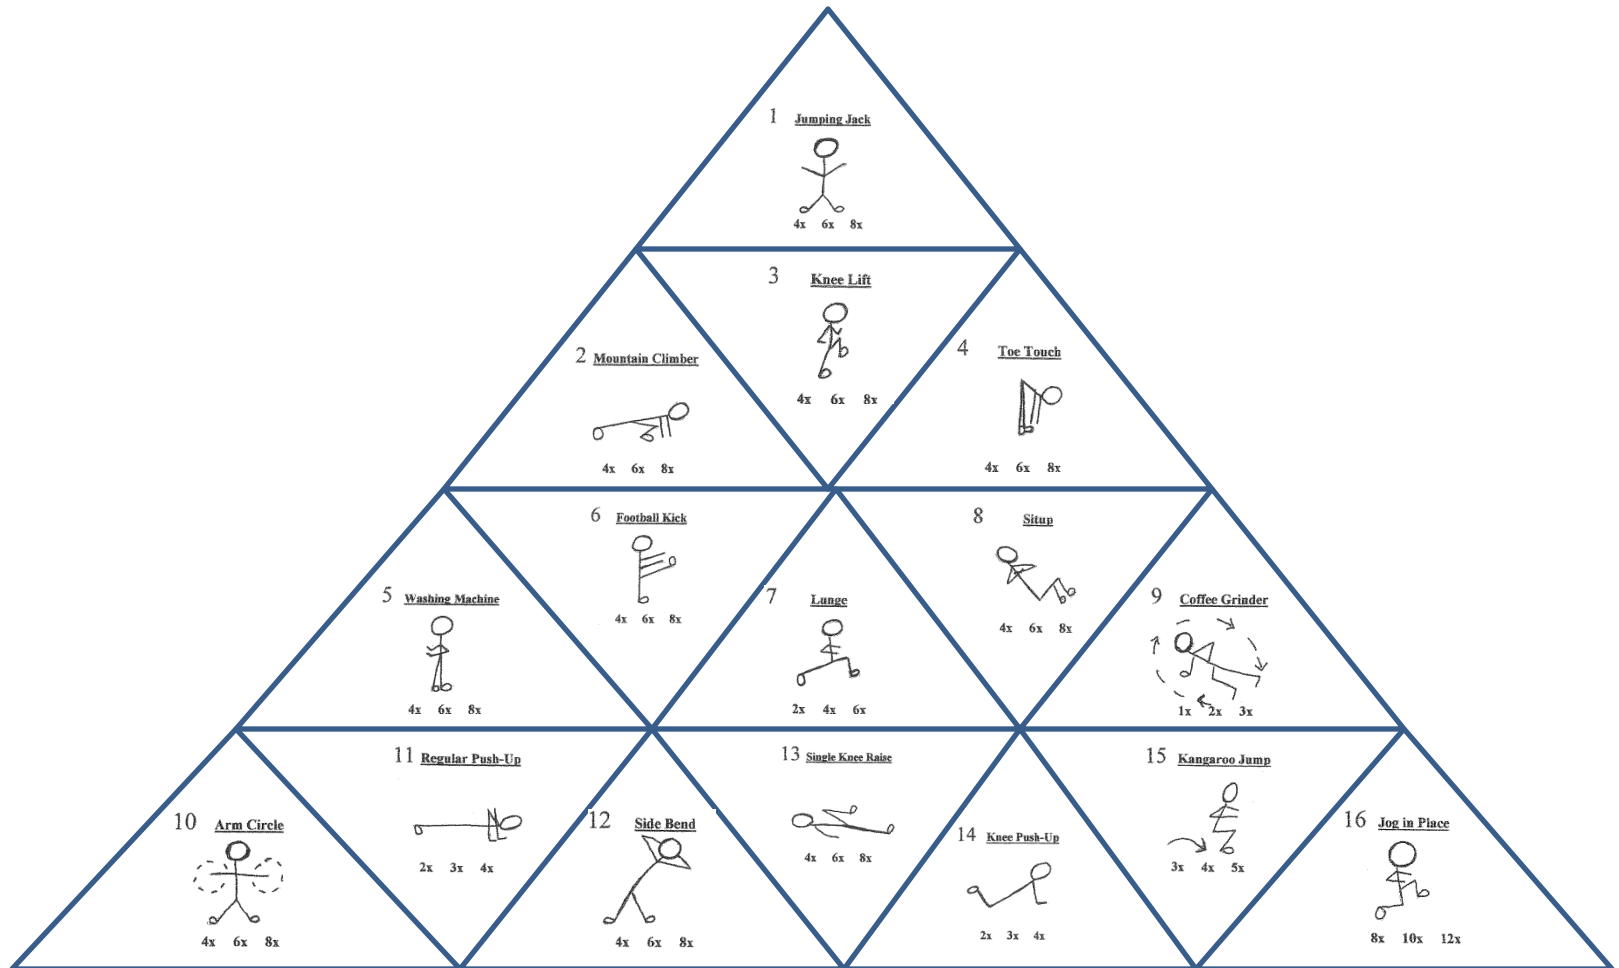 1 Jumping Jack
4x 6x 8x
2 Mountain Climber
4x 6x 8x
3 Knee Lift
4x 6x 8x
4 Toe Touch
4x 6x 8x
5 Washing Machine
4x 6x 8x
6 Football Kick
4x 6x 8x
7 Lunge
2x 4x 6x
8 Situp
4x 6x 8x
9 Coffee Grinder
1x 2x 3x
10 Arm Circle
4x 6x 8x
11 Regular Push-Up
2x 3x 4x
12 Side Bend
4x 6x 8x
13 Single Knee Raise
4x 6x 8x
14 Knee Push-Up
2x 3x 4x
15 Kangaroo Jump
3x 4x 5x
16 Jog in Place
8x 10x 12x